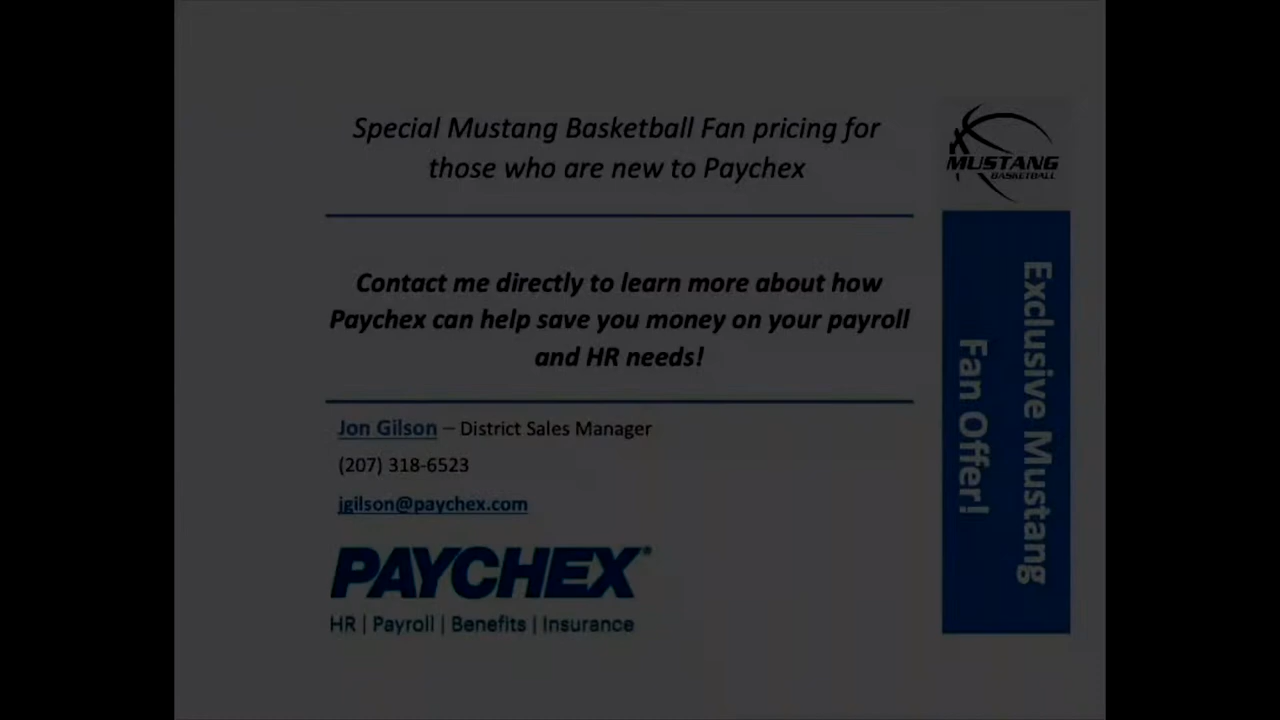 Special Mustang Basketball Fan pricing for
those who are new to Paychex
MUSTANG
BASKETBALL
Contact me directly to learn more about how
Paychex can help save you money on your payroll
and HR needs!
Jon Gilson – District Sales Manager
(207) 318-6523
jgilson@paychex.com
PAYCHEX®
HR | Payroll | Benefits | Insurance
Exclusive Mustang
Fan Offer!